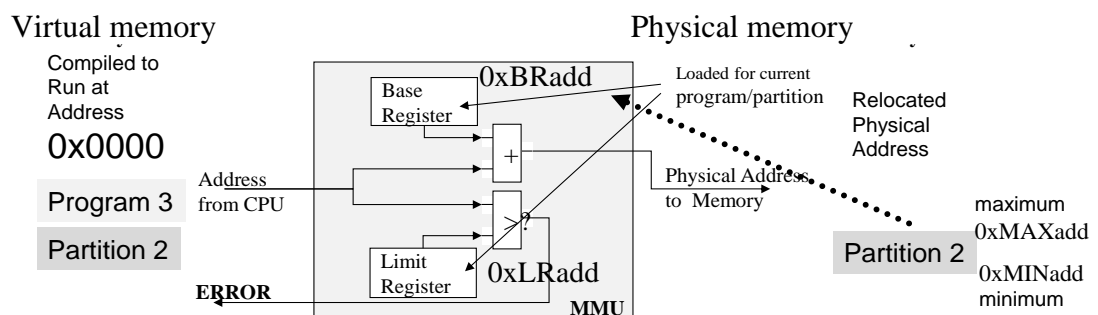 Virtual memory
Physical memory
Compiled to
Run at
Address
0x0000
Program 3
Partition 2
Address
from CPU
ERROR
Base
Register
0xBRadd
+
>?
Limit
Register
0xLRadd
MMU
Loaded for current
program/partition
Physical Address
to Memory
Relocated
Physical
Address
Partition 2
maximum
0xMAXadd
0xMINadd
minimum